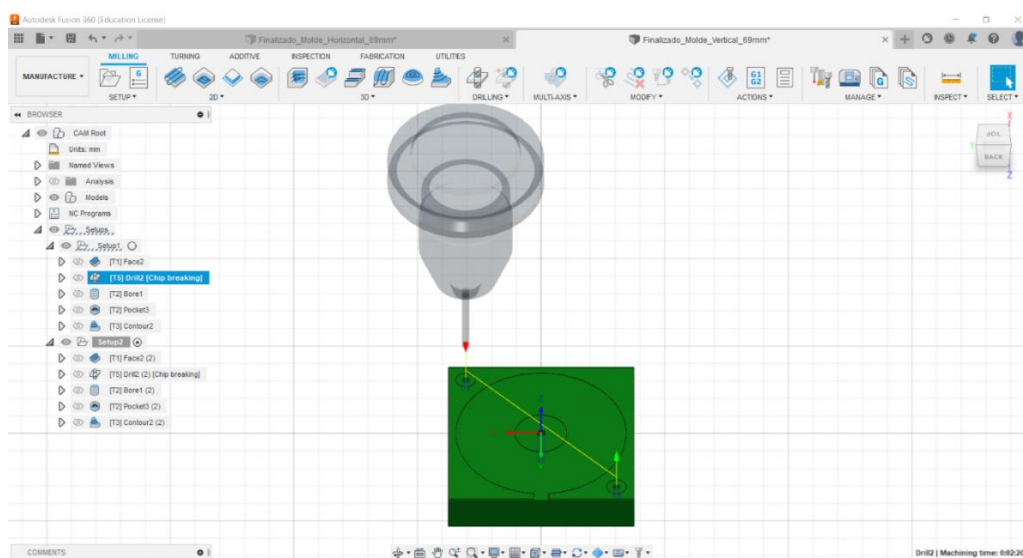 Autodesk Fusion 360 (Education License)
Finalizado_Molde_Horizontal_69mm*
Finalizado_Molde_Vertical_69mm*
MILLING TURNING ADDITIVE INSPECTION FABRICATION UTILITIES
MANUFACTURE
G1
G2
SETUP 2D 3D DRILLING MULTI-AXIS MODIFY ACTIONS MANAGE INSPECT SELECT
BROWSER
CAM Root
Units: mm
Named Views
Analysis
Models
NC Programs
Setups
Setup1
[T1] Face2
[T5] Drill2 [Chip breaking]
[T2] Bore1
[T2] Pocket3
[T3] Contour2
Setup2
[T1] Face2 (2)
[T5] Drill2 (2) [Chip breaking]
[T2] Bore1 (2)
[T2] Pocket3 (2)
[T3] Contour2 (2)
X
TOP
Y
BACK
Z
Z
COMMENTS
Drill2 | Machining time: 0:02:20